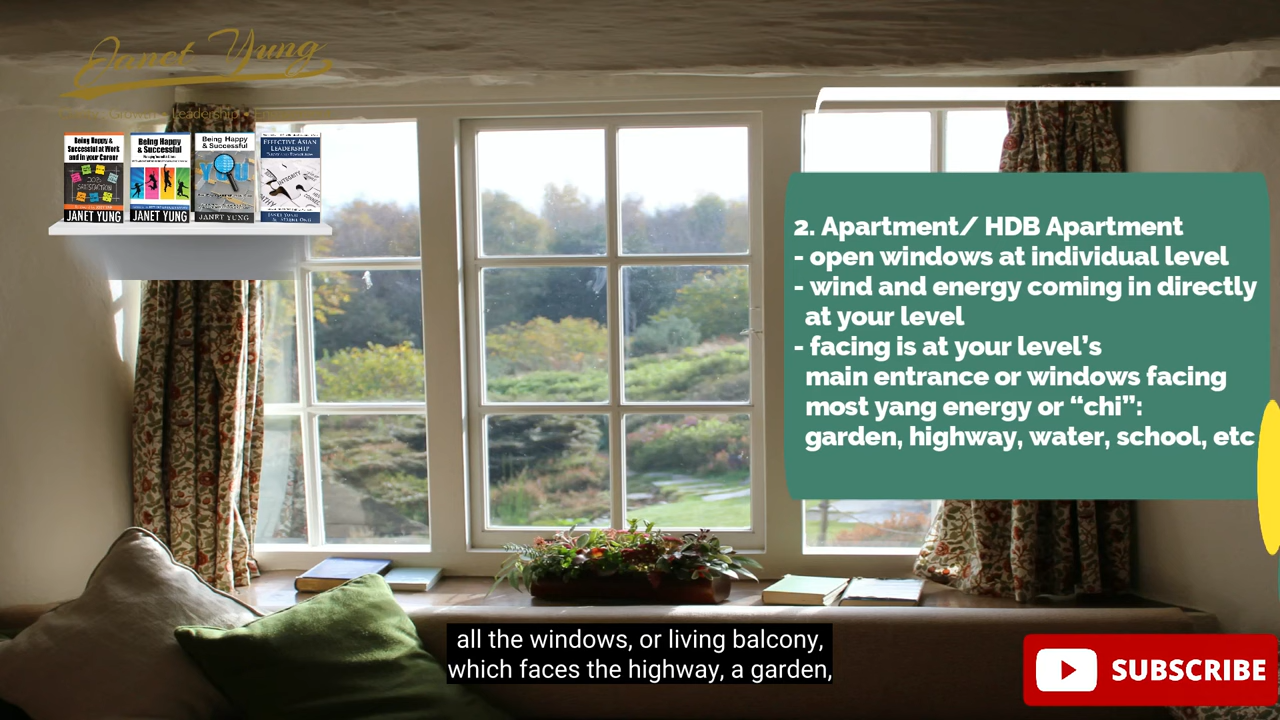 Janet Yung
Being Happy &
Successful at Work
and in your Career
JANET YUNG
Being Happy
& Successful
JANET YUNG
Being Happy
& Successful
YOU
JANET YUNG
EFFECTIVE ASIAN
LEADERSHIP
INTEGRITY
2. Apartment/ HDB Apartment
- open windows at individual level
- wind and energy coming in directly
at your level
- facing is at your level’s
main entrance or windows facing
most yang energy or “chi”:
garden, highway, water, school, etc
all the windows, or living balcony,
which faces the highway, a garden,
SUBSCRIBE